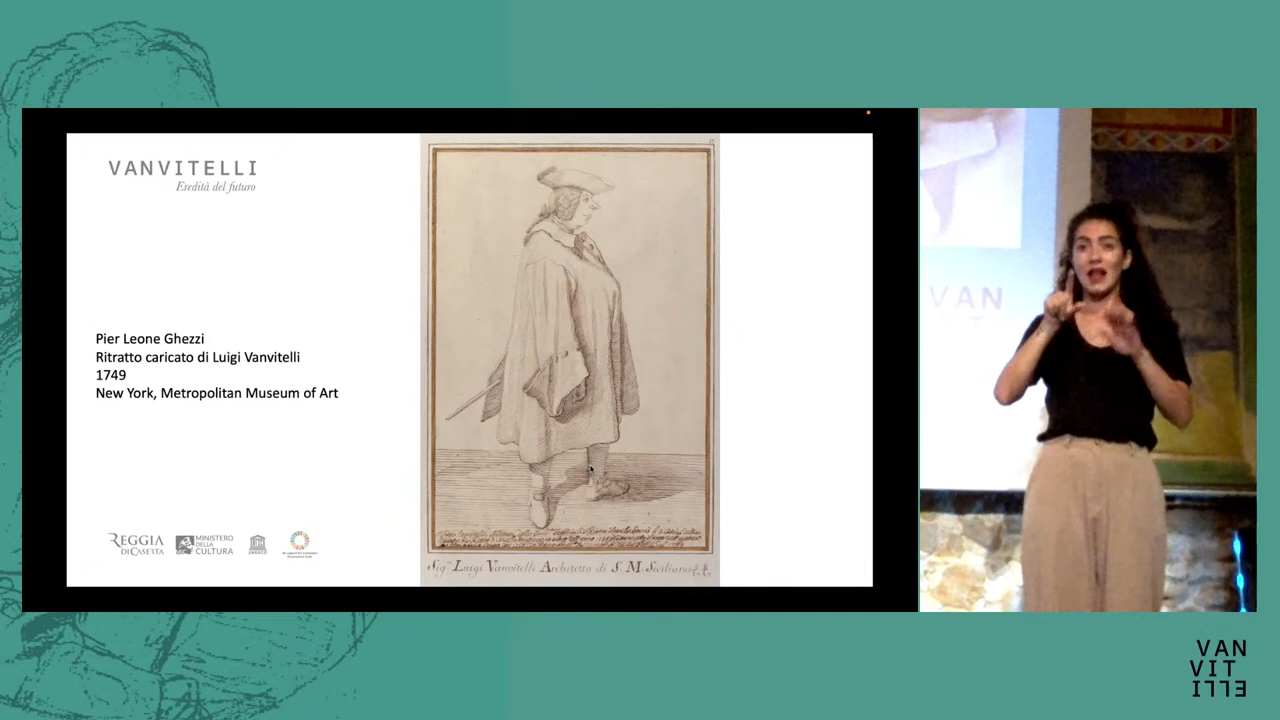 VANVITELLI
Eredità del futuro
Pier Leone Ghezzi
Ritratto caricato di Luigi Vanvitelli
1749
New York, Metropolitan Museum of Art
REGGIA
DI CASERTA
MINISTERO
DELLA
CULTURA
UNESCO
Sig.r Luigi Vanvitelli Architetto di S. M. Siciliana
VAN
VAN
VIT
ELLI